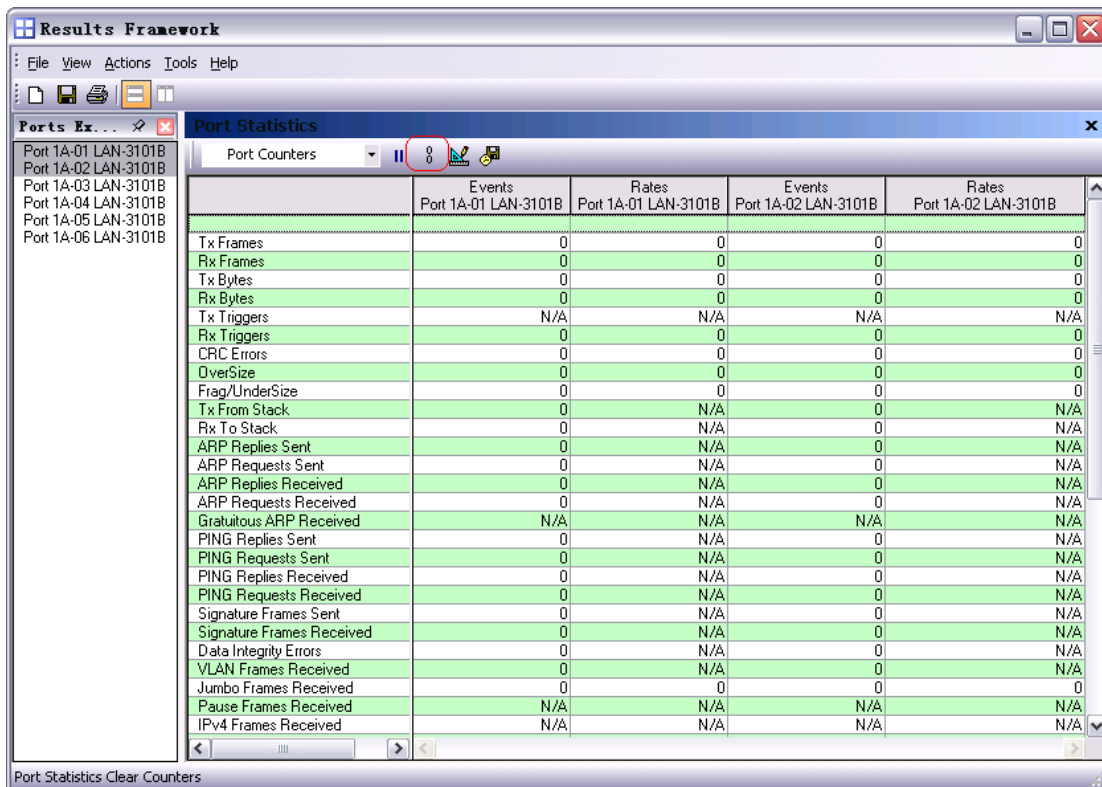 Results Framework
File View Actions Tools Help
Ports Ex...
Port 1A-01 LAN-3101B
Port 1A-02 LAN-3101B
Port 1A-03 LAN-3101B
Port 1A-04 LAN-3101B
Port 1A-05 LAN-3101B
Port 1A-06 LAN-3101B
Port Statistics
Port Counters
Events Rates Events Rates
Port 1A-01 LAN-3101B Port 1A-01 LAN-3101B Port 1A-02 LAN-3101B Port 1A-02 LAN-3101B
Tx Frames 0 0 0 0
Rx Frames 0 0 0 0
Tx Bytes 0 0 0 0
Rx Bytes 0 0 0 0
Tx Triggers N/A N/A N/A N/A
Rx Triggers 0 0 0 0
CRC Errors 0 0 0 0
OverSize 0 0 0 0
Frag/UnderSize 0 0 0 0
Tx From Stack 0 N/A 0 N/A
Rx To Stack 0 N/A 0 N/A
ARP Replies Sent 0 N/A 0 N/A
ARP Requests Sent 0 N/A 0 N/A
ARP Replies Received 0 N/A 0 N/A
ARP Requests Received 0 N/A 0 N/A
Gratuitous ARP Received N/A N/A N/A N/A
PING Replies Sent 0 N/A 0 N/A
PING Requests Sent 0 N/A 0 N/A
PING Replies Received 0 N/A 0 N/A
PING Requests Received 0 N/A 0 N/A
Signature Frames Sent 0 N/A 0 N/A
Signature Frames Received 0 N/A 0 N/A
Data Integrity Errors 0 N/A 0 N/A
VLAN Frames Received 0 N/A 0 N/A
Jumbo Frames Received 0 0 0 0
Pause Frames Received N/A N/A N/A N/A
IPv4 Frames Received N/A N/A N/A N/A
Port Statistics Clear Counters